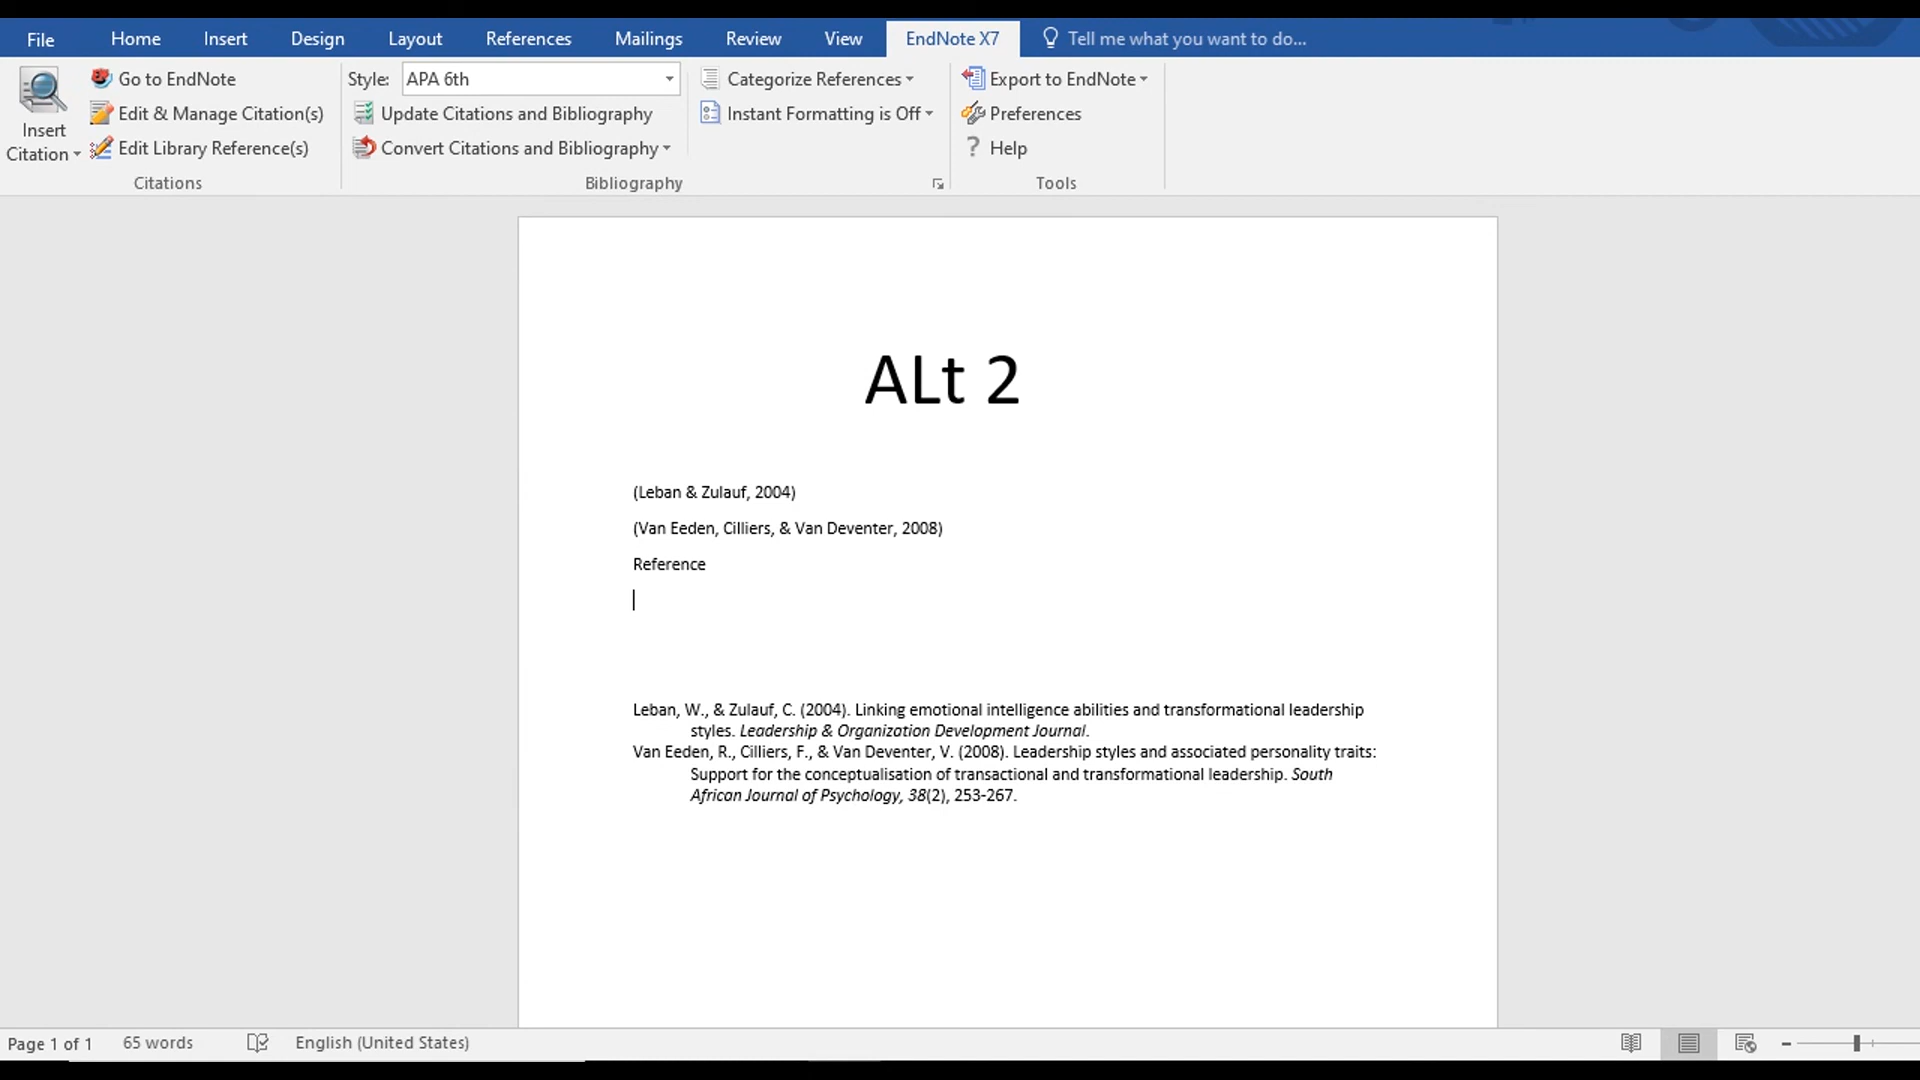 File Home Insert Design Layout References Mailings Review View EndNote X7 Tell me what you want to do...
Go to EndNote Style: APA 6th Categorize References Export to EndNote
Edit & Manage Citation(s) Update Citations and Bibliography Instant Formatting is Off Preferences
Insert
Citation Edit Library Reference(s) Convert Citations and Bibliography ? Help
Citations Bibliography Tools
ALt 2
(Leban & Zulauf, 2004)
(Van Eeden, Cilliers, & Van Deventer, 2008)
Reference
Leban, W., & Zulauf, C. (2004). Linking emotional intelligence abilities and transformational leadership
styles. Leadership & Organization Development Journal.
Van Eeden, R., Cilliers, F., & Van Deventer, V. (2008). Leadership styles and associated personality traits:
Support for the conceptualisation of transactional and transformational leadership. South
African Journal of Psychology, 38(2), 253-267.
Page 1 of 1 65 words English (United States)